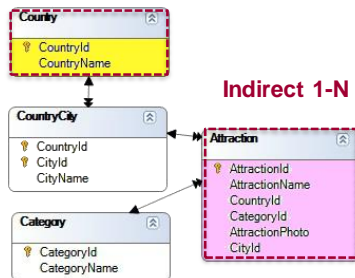 Country
CountryId
CountryName
Indirect 1-N
CountryCity
CountryId
CityId
CityName
Attraction
AttractionId
AttractionName
CountryId
CategoryId
AttractionPhoto
CityId
Category
CategoryId
CategoryName